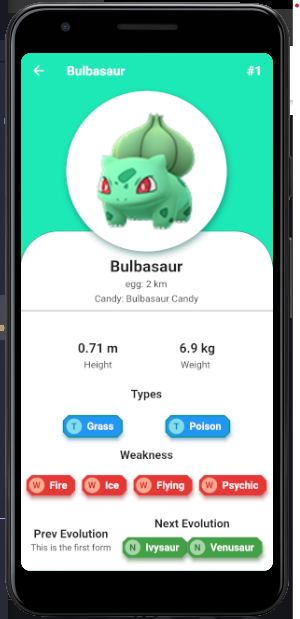 Bulbasaur #1
Bulbasaur
egg: 2 km
Candy: Bulbasaur Candy
0.71 m 6.9 kg
Height Weight
Types
T Grass T Poison
Weakness
W Fire W Ice W Flying W Psychic
Prev Evolution
This is the first form
Next Evolution
N Ivysaur N Venusaur